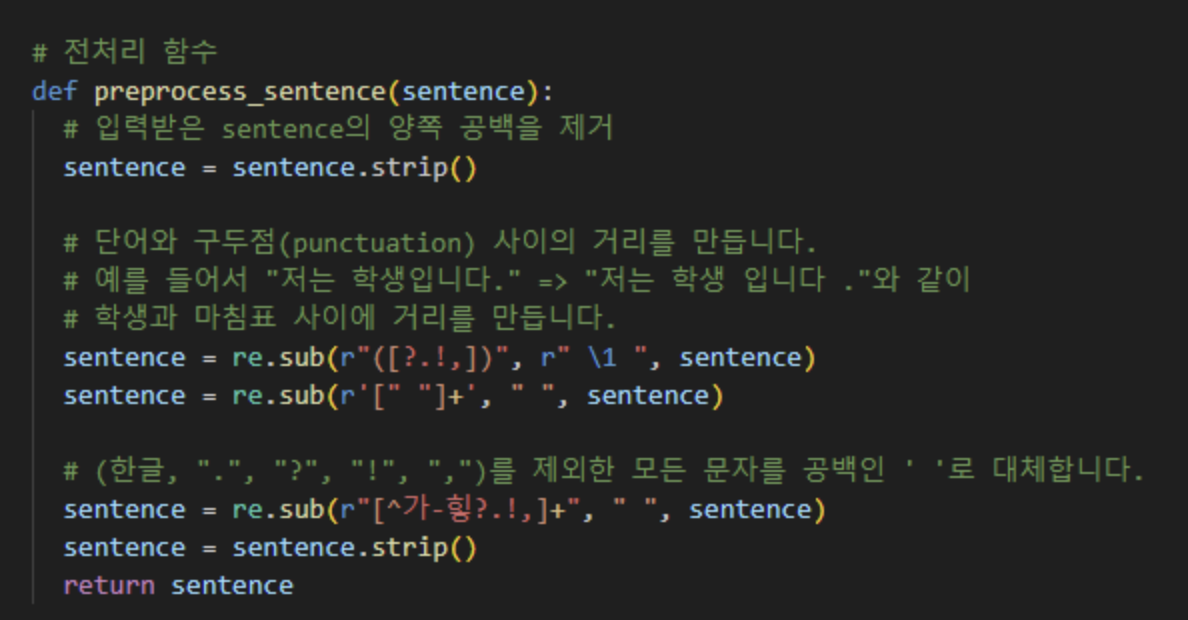 # 전처리 함수
def preprocess_sentence(sentence):
  # 입력받은 sentence의 양쪽 공백을 제거
  sentence = sentence.strip()

  # 단어와 구두점(punctuation) 사이의 거리를 만듭니다.
  # 예를 들어서 "저는 학생입니다." => "저는 학생 입니다 ."와 같이
  # 학생과 마침표 사이에 거리를 만듭니다.
  sentence = re.sub(r"([?.!,])", r" \1 ", sentence)
  sentence = re.sub(r'[" "]+', " ", sentence)

  # (한글, ".", "?", "!", ",")를 제외한 모든 문자를 공백인 ' '로 대체합니다.
  sentence = re.sub(r"[^가-힣?.!,]+", " ", sentence)
  sentence = sentence.strip()
  return sentence